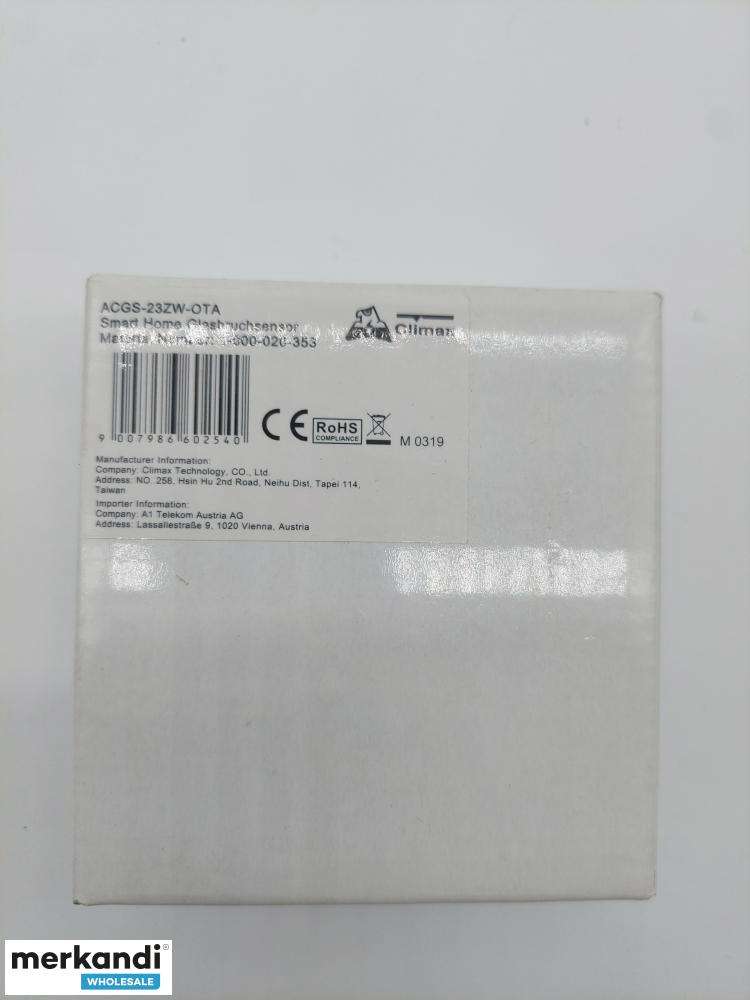 ACGS-23ZW-OTA
Smart Home Glasbruchsensor
Climax
9 007986 602540
CE
RoHS
COMPLIANCE
M 0319
Manufacturer Information:
Company: Climax Technology, CO., Ltd.
Address: NO. 258, Hsin Hu 2nd Road, Neihu Dist, Tapei 114,
Taiwan
Importer Information:
Company: A1 Telekom Austria AG
Address: Lassallestraße 9, 1020 Vienna, Austria
merkandi®
WHOLESALE